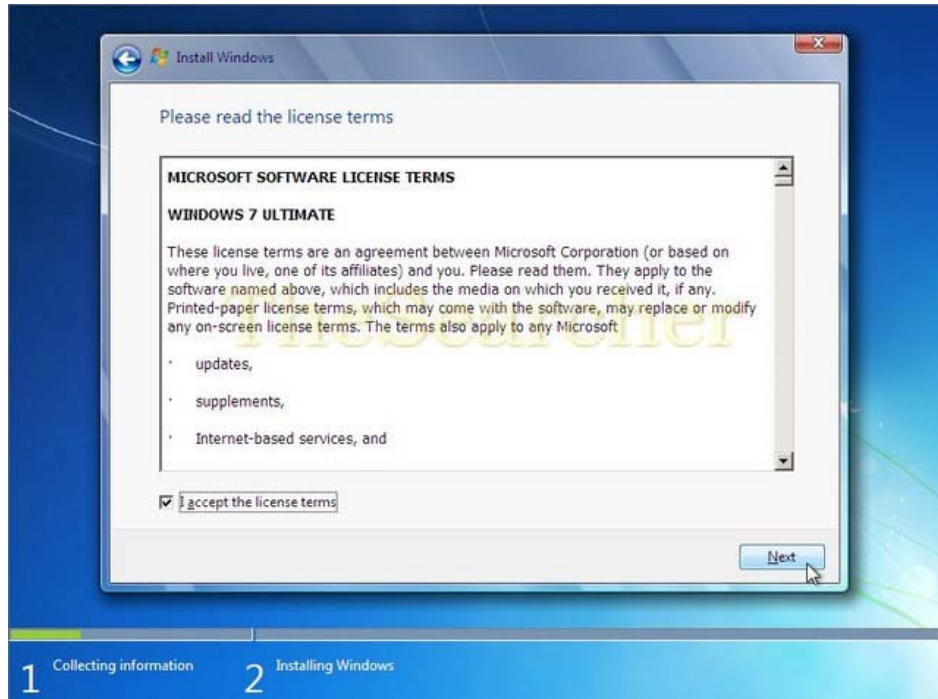 Install Windows
Please read the license terms
MICROSOFT SOFTWARE LICENSE TERMS
WINDOWS 7 ULTIMATE
These license terms are an agreement between Microsoft Corporation (or based on
where you live, one of its affiliates) and you. Please read them. They apply to the
software named above, which includes the media on which you received it, if any.
Printed-paper license terms, which may come with the software, may replace or modify
any on-screen license terms. The terms also apply to any Microsoft
TheSearcher
· updates,
· supplements,
· Internet-based services, and
I accept the license terms
Next
1 Collecting information
2 Installing Windows